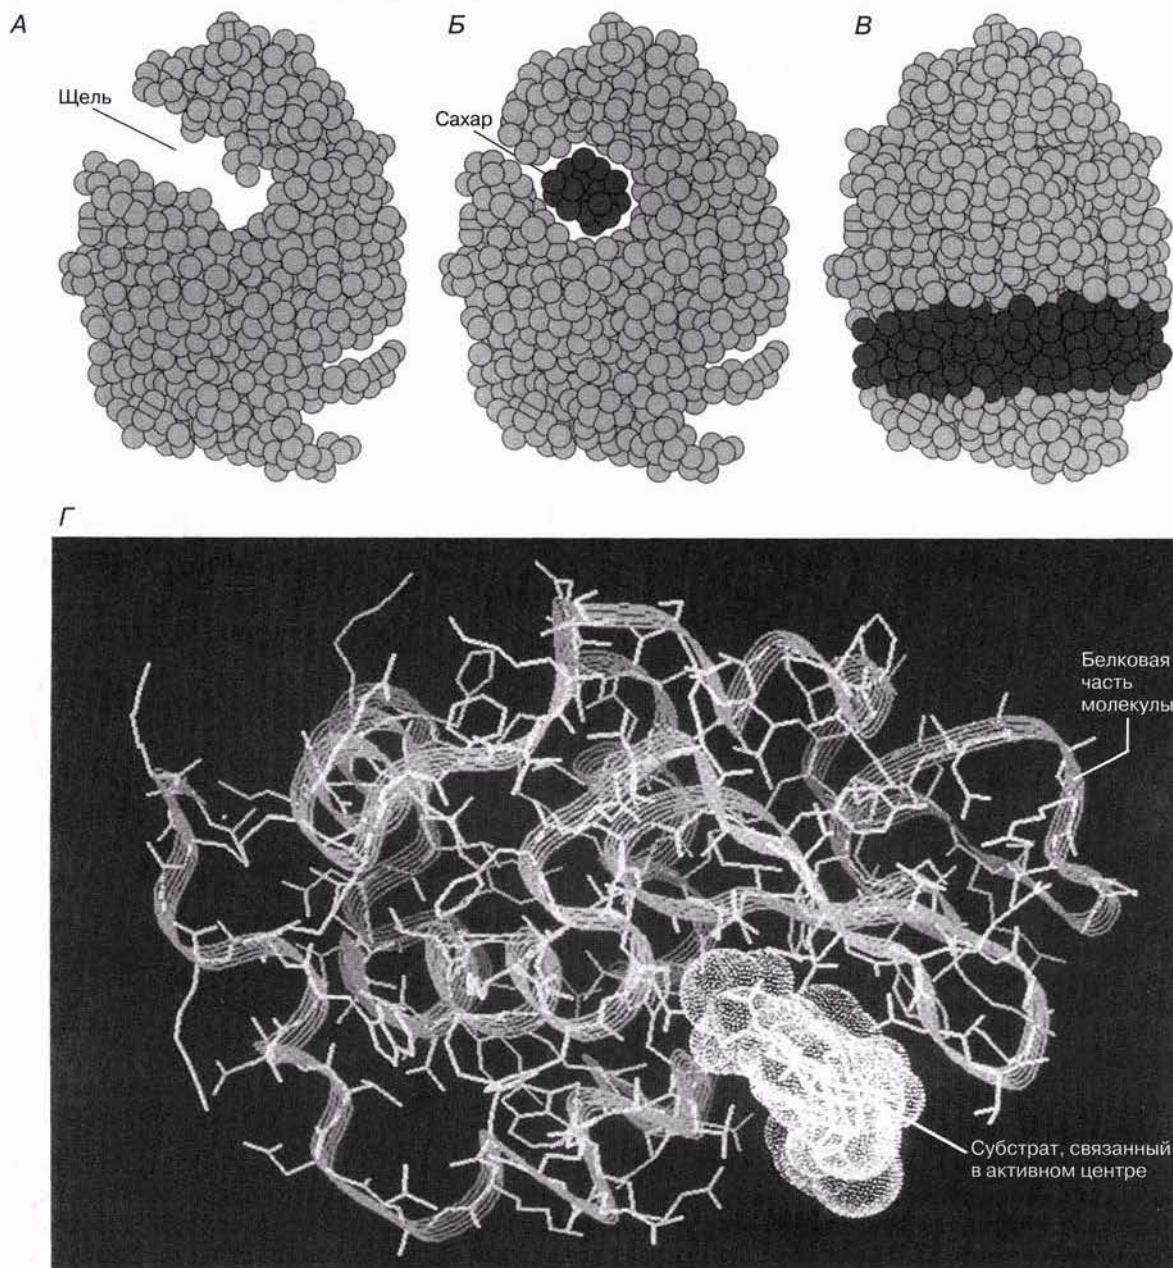 А
Б
В
Щель
Сахар
Г
Белковая
часть
молекулы
Субстрат, связанный
в активном центре